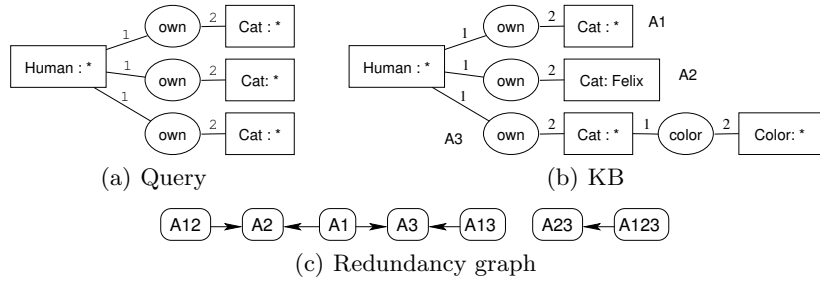 1 own 2 Cat : *
Human : * 1 own 2 Cat: *
1 own 2 Cat : *
(a) Query
1 own 2 Cat : * A1
Human : * 1 own 2 Cat: Felix A2
A3 1 own 2 Cat : * 1 color 2 Color: *
(b) KB
A12 A2 A1 A3 A13 A23 A123
(c) Redundancy graph